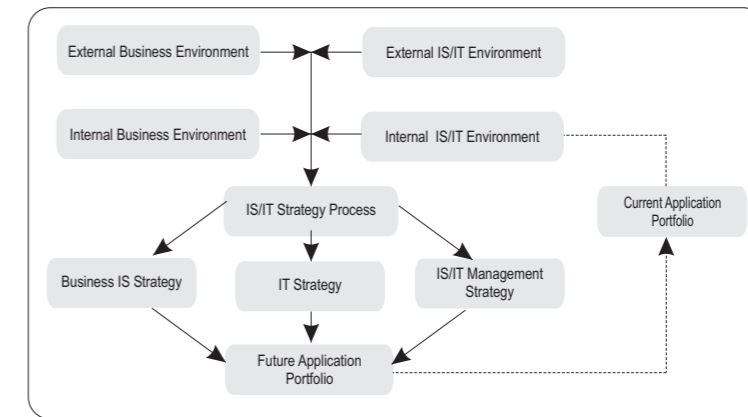 External Business Environment
External IS/IT Environment
Internal Business Environment
Internal IS/IT Environment
IS/IT Strategy Process
Current Application
Portfolio
Business IS Strategy
IT Strategy
IS/IT Management
Strategy
Future Application
Portfolio